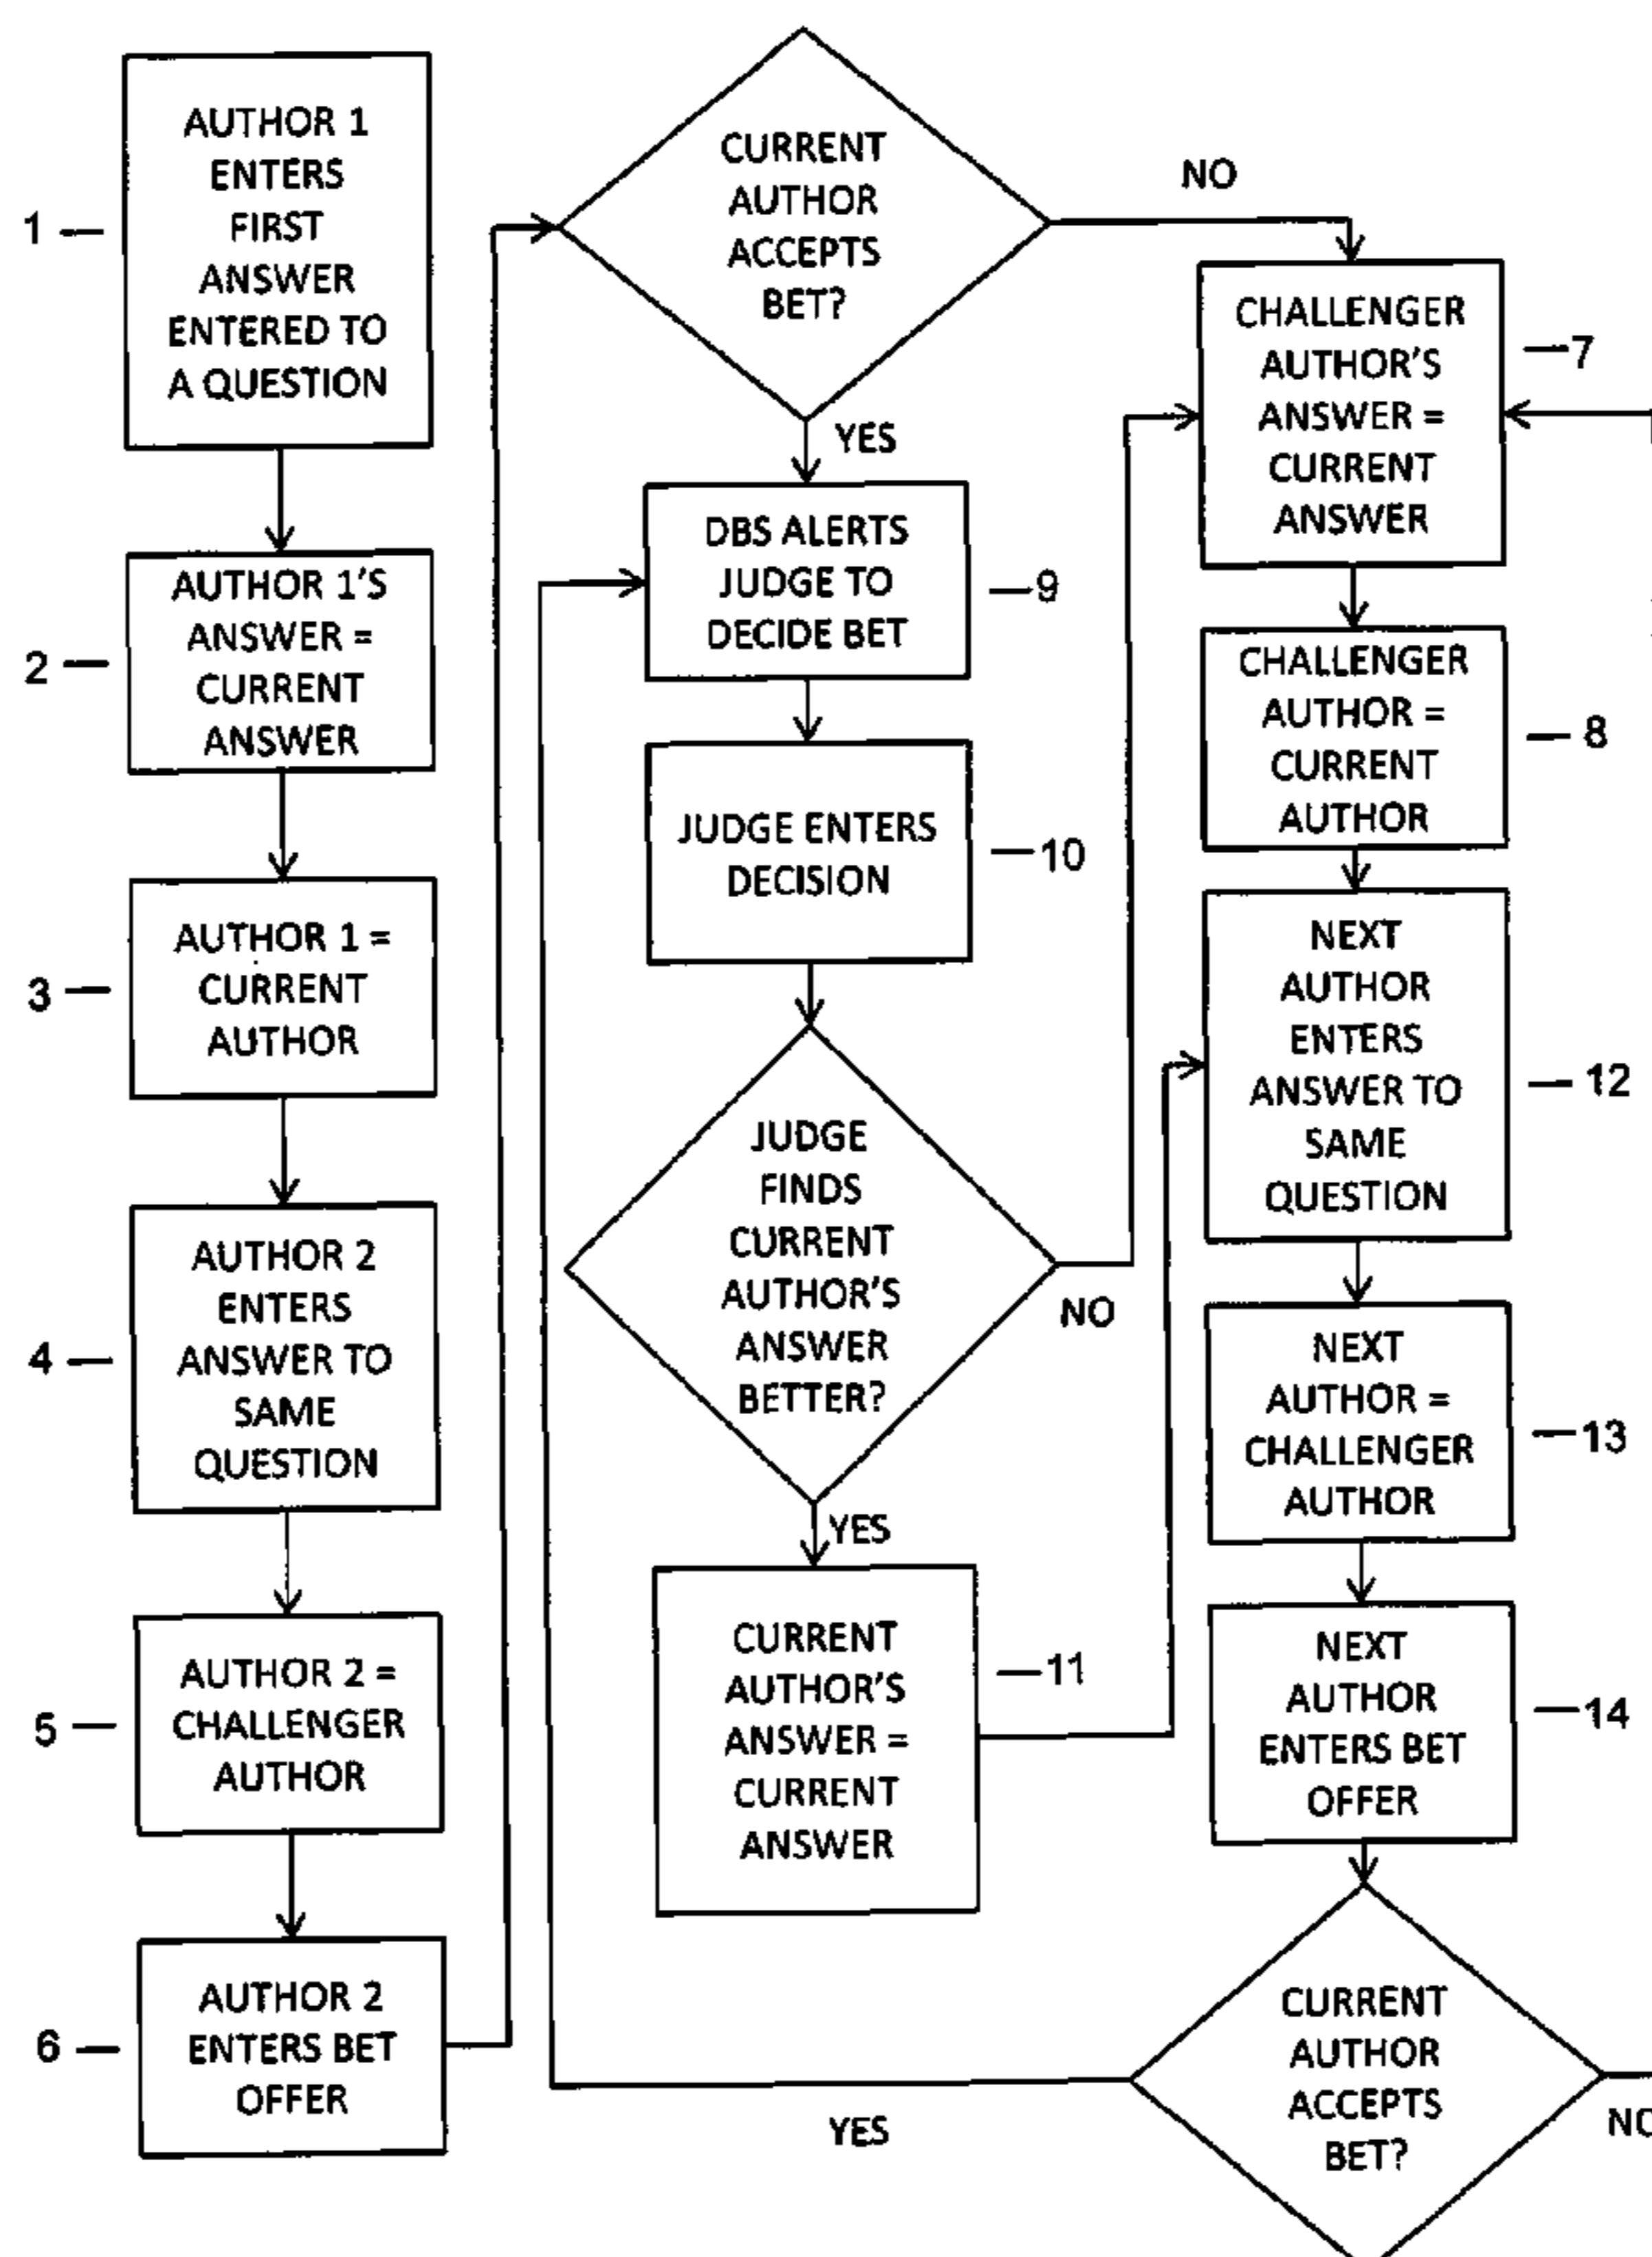 AUTHOR 1
ENTERS
FIRST
ANSWER
ENTERED TO
A QUESTION
1
AUTHOR 1'S
ANSWER =
CURRENT
ANSWER
2
AUTHOR 1 =
CURRENT
AUTHOR
3
AUTHOR 2
ENTERS
ANSWER TO
SAME
QUESTION
4
AUTHOR 2 =
CHALLENGER
AUTHOR
5
AUTHOR 2
ENTERS BET
OFFER
6
CURRENT
AUTHOR
ACCEPTS
BET?
NO
YES
DBS ALERTS
JUDGE TO
DECIDE BET
9
JUDGE ENTERS
DECISION
10
JUDGE
FINDS
CURRENT
AUTHOR'S
ANSWER
BETTER?
NO
YES
CURRENT
AUTHOR'S
ANSWER =
CURRENT
ANSWER
11
CHALLENGER
AUTHOR'S
ANSWER =
CURRENT
ANSWER
7
CHALLENGER
AUTHOR =
CURRENT
AUTHOR
8
NEXT
AUTHOR
ENTERS
ANSWER TO
SAME
QUESTION
12
NEXT
AUTHOR =
CHALLENGER
AUTHOR
13
NEXT
AUTHOR
ENTERS BET
OFFER
14
CURRENT
AUTHOR
ACCEPTS
BET?
YES
NO